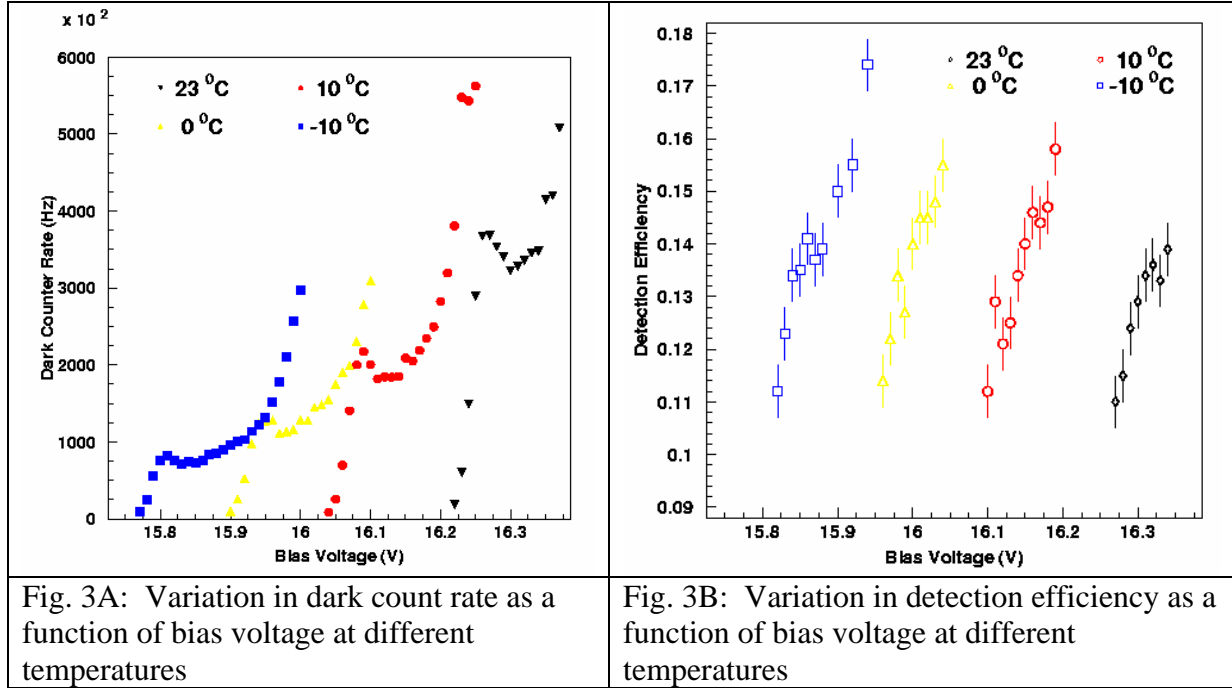 x 10 2
Dark Counter Rate (Hz)
6000
5000
4000
3000
2000
1000
0
23 0C
10 0C
0 0C
-10 0C
15.8 15.9 16 16.1 16.2 16.3
Bias Voltage (V)
Detection Efficiency
0.18
0.17
0.16
0.15
0.14
0.13
0.12
0.11
0.1
0.09
23 0C
10 0C
0 0C
-10 0C
15.8 15.9 16 16.1 16.2 16.3
Bias Voltage (V)
Fig. 3A: Variation in dark count rate as a
function of bias voltage at different
temperatures
Fig. 3B: Variation in detection efficiency as a
function of bias voltage at different
temperatures